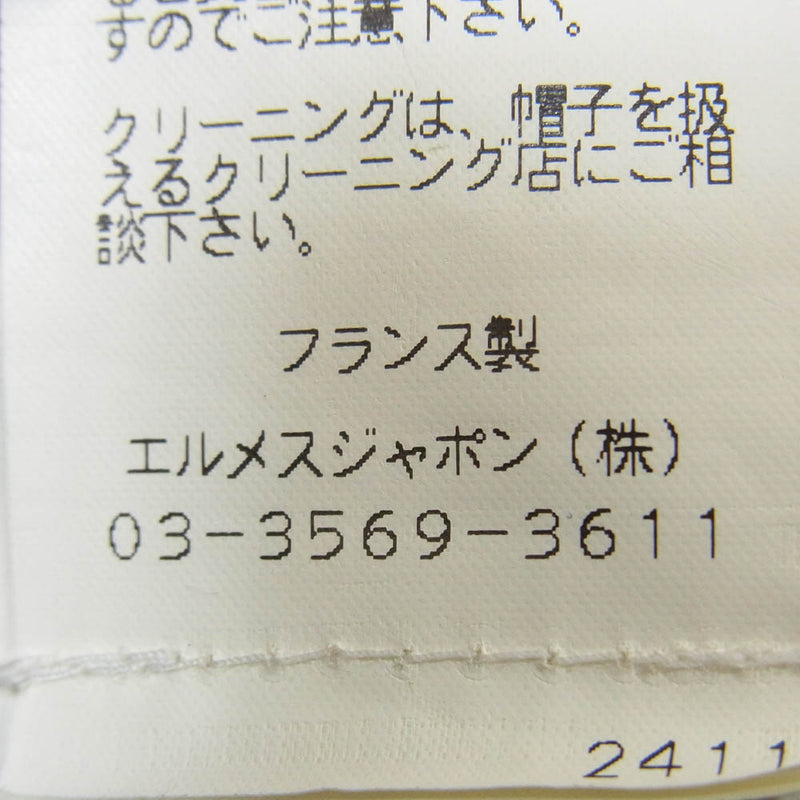 すのでご注意下さい。
クリーニングは、帽子を扱
えるクリーニング店にご相
談下さい。
フランス製
エルメスジャポン(株)
03-3569-3611
2411